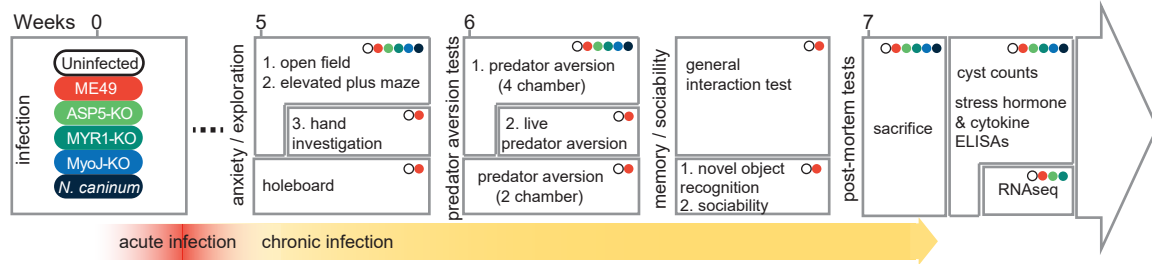 Weeks 0 5 6 7
infection
Uninfected
ME49
ASP5-KO
MYR1-KO
MyoJ-KO
N. caninum
anxiety / exploration
1. open field
2. elevated plus maze
3. hand
investigation
holeboard
predator aversion tests
1. predator aversion
(4 chamber)
2. live
predator aversion
predator aversion
(2 chamber)
memory / sociability
general
interaction test
1. novel object
recognition
2. sociability
post-mortem tests
sacrifice
cyst counts
stress hormone
& cytokine
ELISAs
RNAseq
acute infection
chronic infection